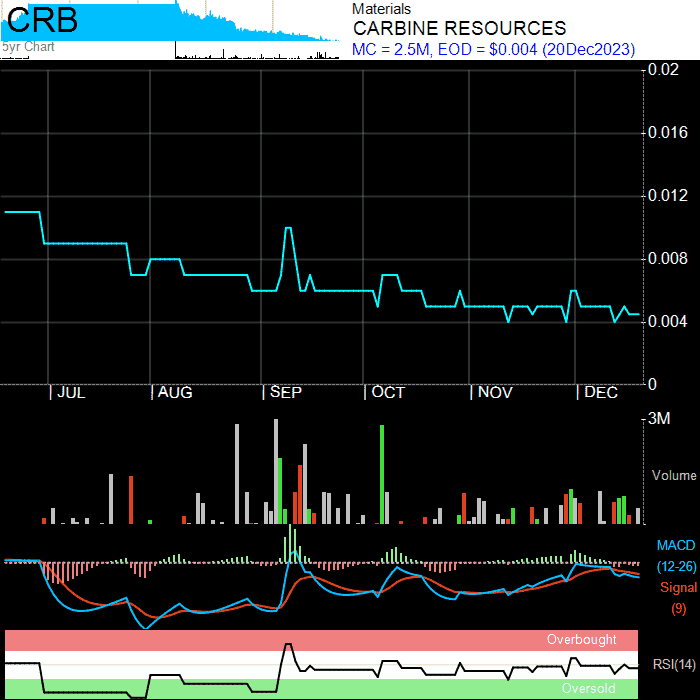 CRB
5yr Chart
Materials
CARBINE RESOURCES
MC = 2.5M, EOD = $0.004 (20Dec2023)
0.02
0.016
0.012
0.008
0.004
0
| JUL | AUG | SEP | OCT | NOV | DEC
3M
Volume
MACD
(12-26)
Signal
(9)
Overbought
RSI(14)
Oversold